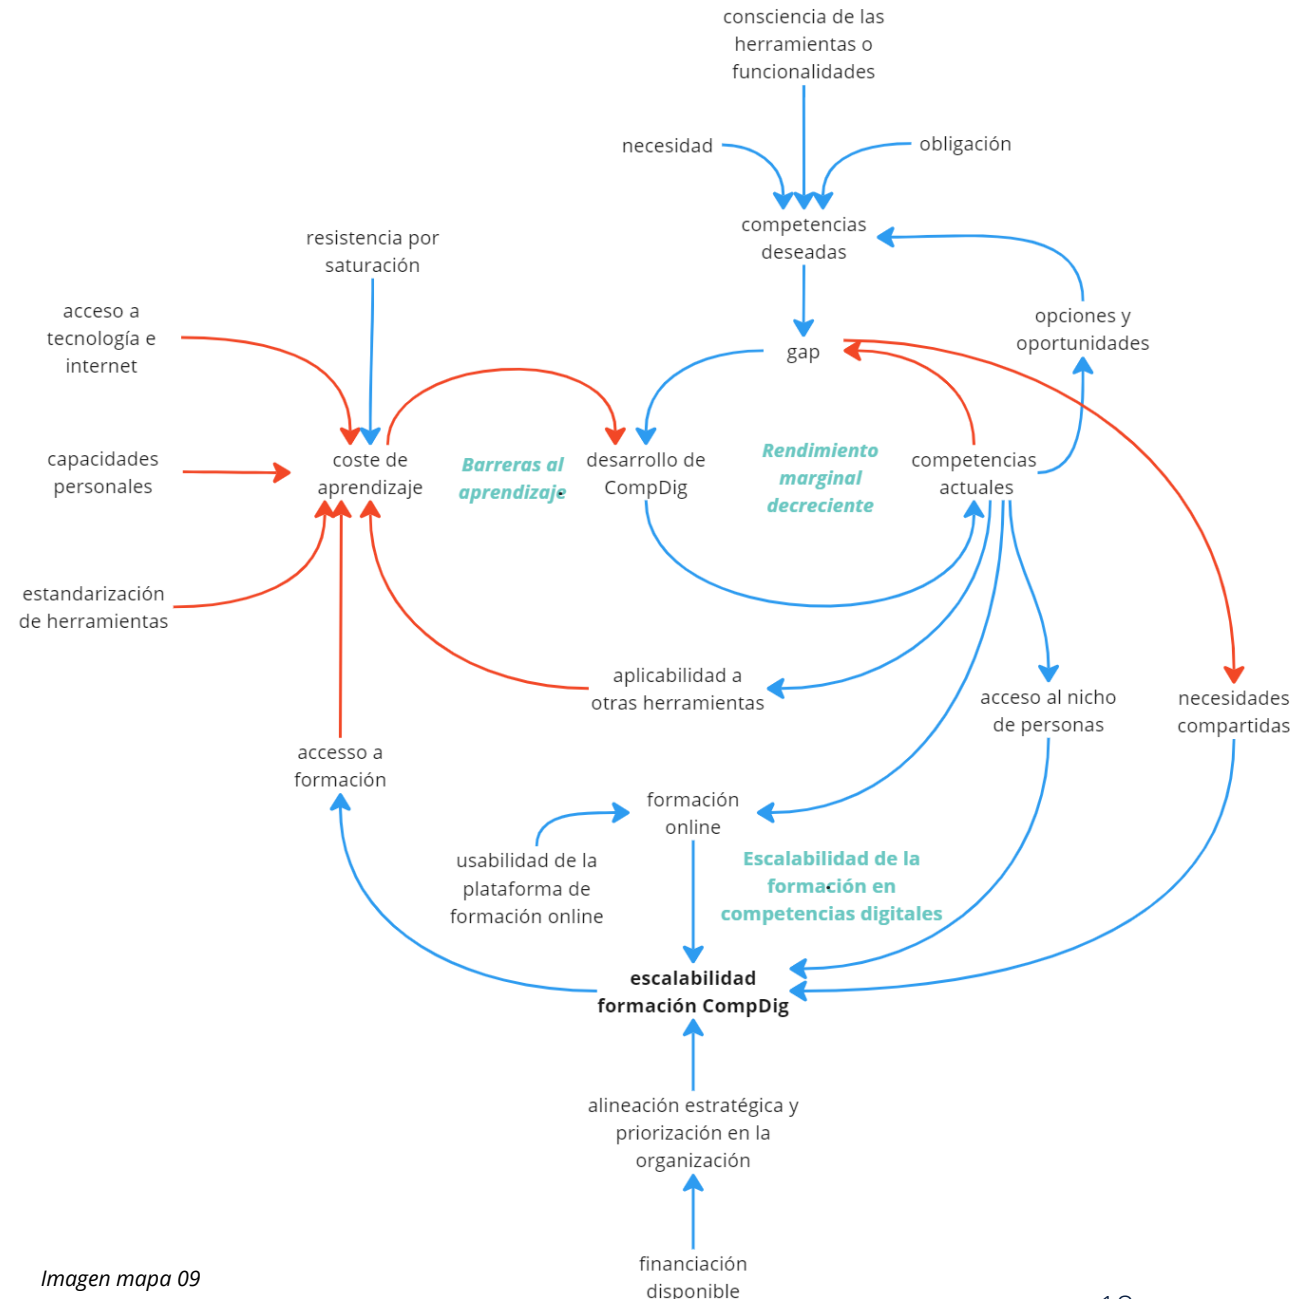 consciencia de las
herramientas o
funcionalidades
necesidad
obligación
competencias
deseadas
resistencia por
saturación
acceso a
tecnología e
internet
opciones y
oportunidades
gap
capacidades
personales
coste de
aprendizaje
Barreras al
aprendizaje
desarrollo de
CompDig
Rendimiento
marginal
decreciente
competencias
actuales
estandarización
de herramientas
aplicabilidad a
otras herramientas
acceso al nicho
de personas
necesidades
compartidas
accesso a
formación
formación
online
usabilidad de la
plataforma de
formación online
Escalabilidad de la
formación en
competencias digitales
escalabilidad
formación CompDig
alineación estratégica y
priorización en la
organización
financiación
disponible
Imagen mapa 09